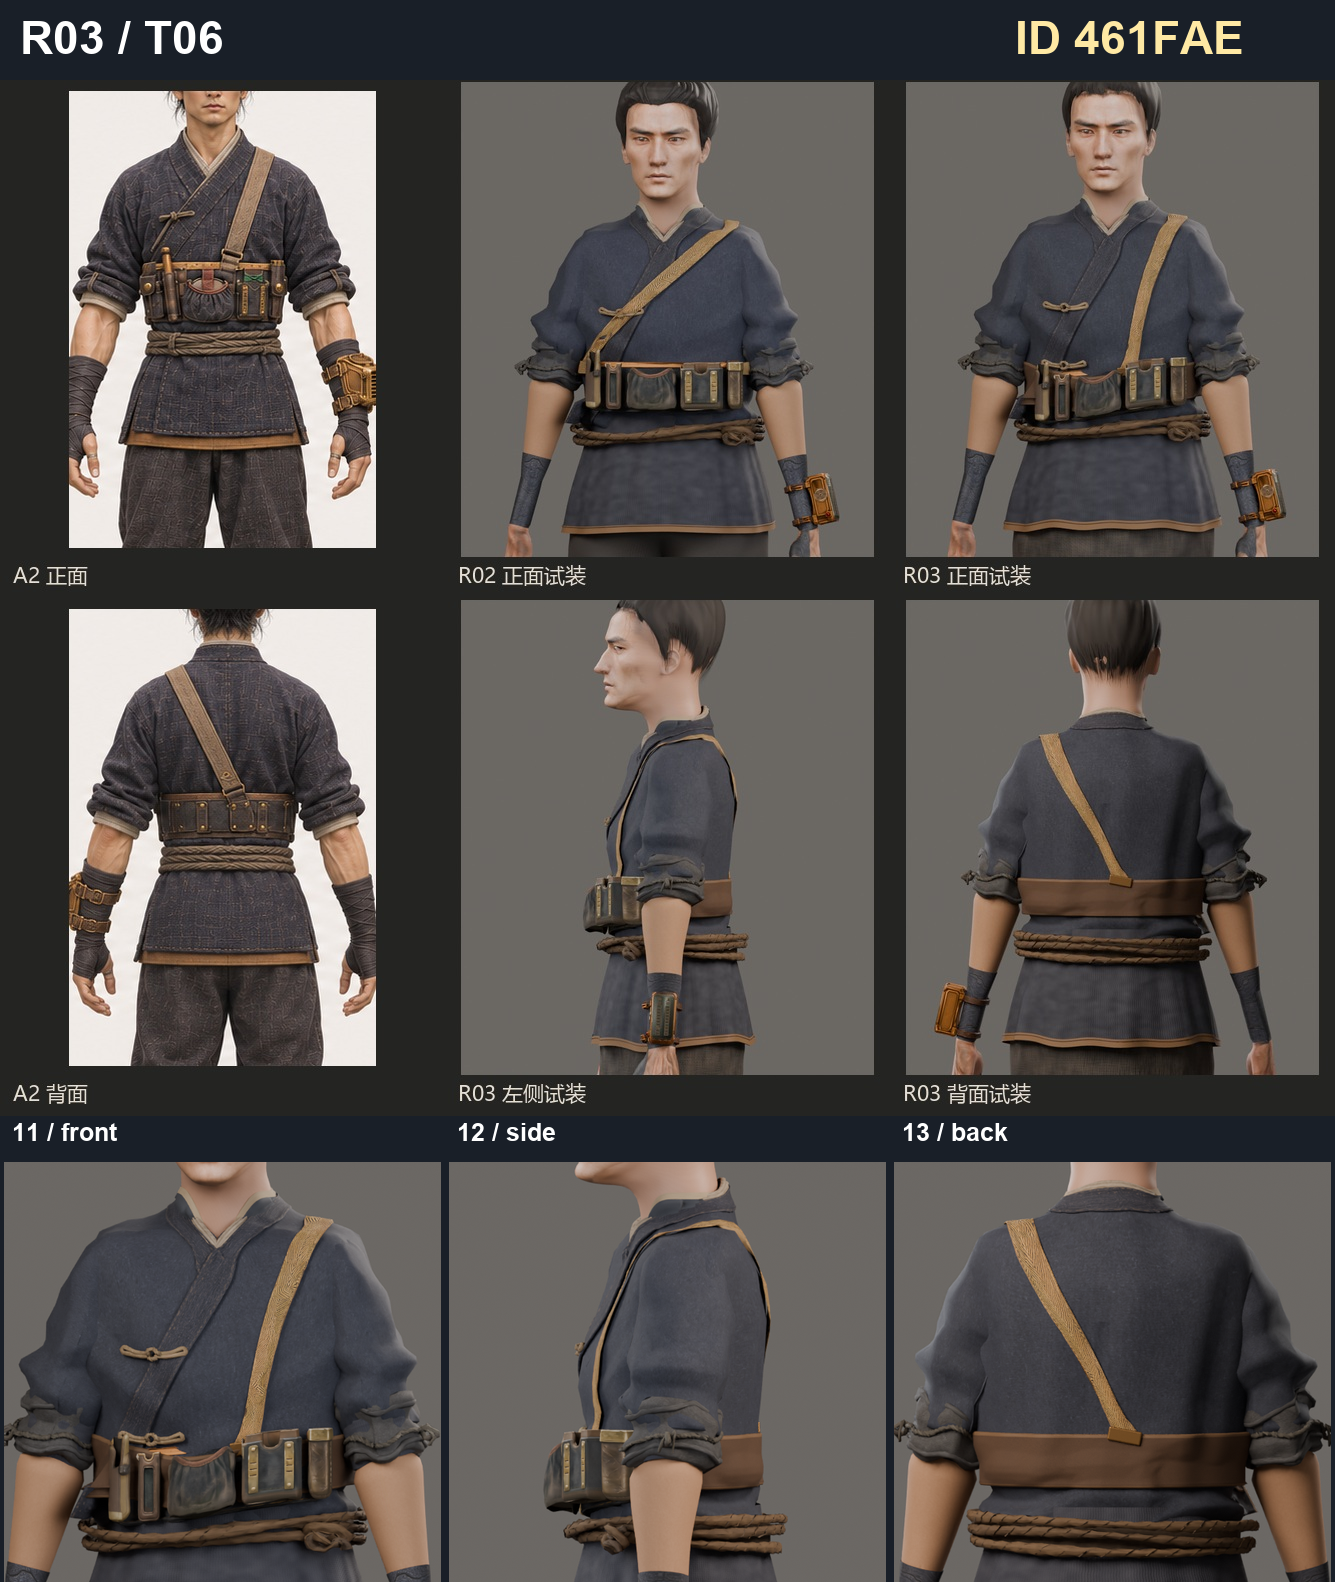 R03 / T06
ID 461FAE
A2 正面
R02 正面试装
R03 正面试装
A2 背面
R03 左侧试装
R03 背面试装
11 / front
12 / side
13 / back